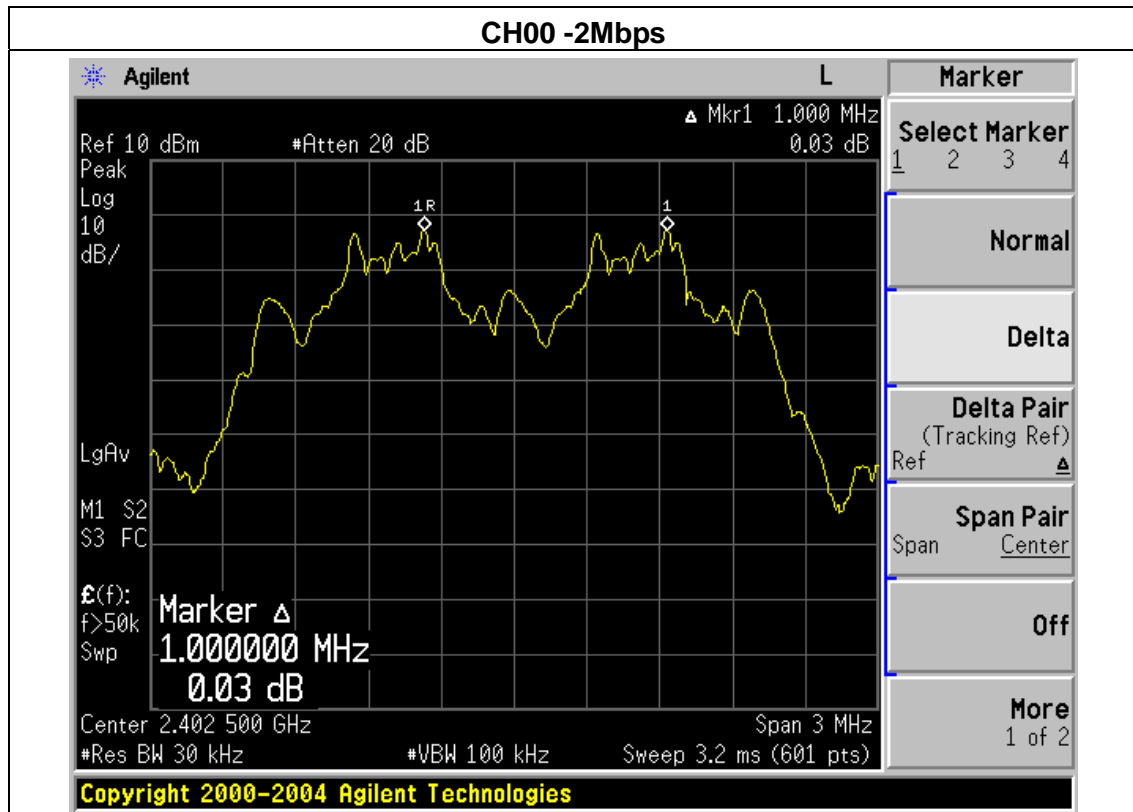 CH00 -2Mbps
Agilent L Marker
Δ Mkr1 1.000 MHz
Ref 10 dBm #Atten 20 dB 0.03 dB
Peak
Log
10
dB/
1R
1
LgAv
M1 S2
S3 FC
£(f):
f>50k
Swp
Marker Δ
1.000000 MHz
0.03 dB
Center 2.402 500 GHz Span 3 MHz
#Res BW 30 kHz #VBW 100 kHz Sweep 3.2 ms (601 pts)
Select Marker
1 2 3 4
Normal
Delta
Delta Pair
(Tracking Ref)
Ref Δ
Span Pair
Span Center
Off
More
1 of 2
Copyright 2000-2004 Agilent Technologies